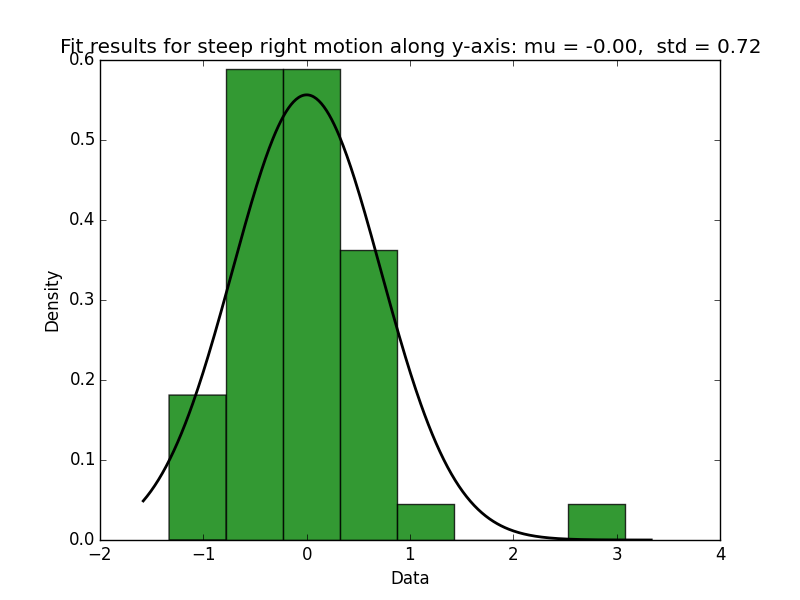 Fit results for steep right motion along y-axis: mu = -0.00,  std = 0.72
0.6
0.5
0.4
0.3
0.2
0.1
0.0
Density
−2 −1 0 1 2 3 4
Data